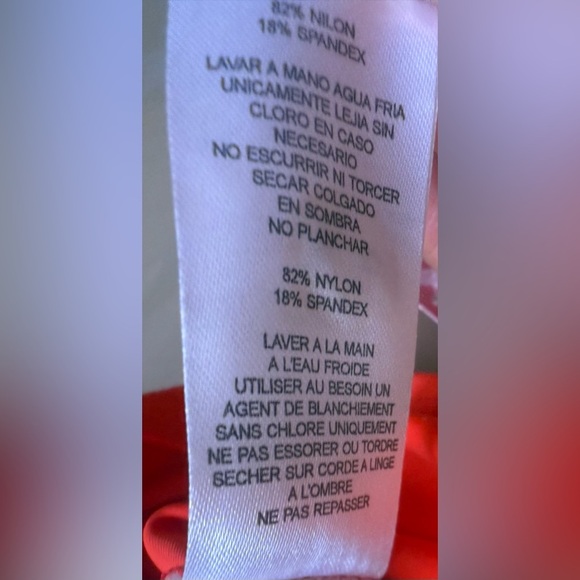 82% NILON
18% SPANDEX
LAVAR A MANO AGUA FRIA
UNICAMENTE LEJIA SIN
CLORO EN CASO
NECESARIO
NO ESCURRIR NI TORCER
SECAR COLGADO
EN SOMBRA
NO PLANCHAR
82% NYLON
18% SPANDEX
LAVER A LA MAIN
A L'EAU FROIDE
UTILISER AU BESOIN UN
AGENT DE BLANCHIEMENT
SANS CHLORE UNIQUEMENT
NE PAS ESSORER OU TORDRE
SECHER SUR CORDE A LINGE
A L'OMBRE
NE PAS REPASSER